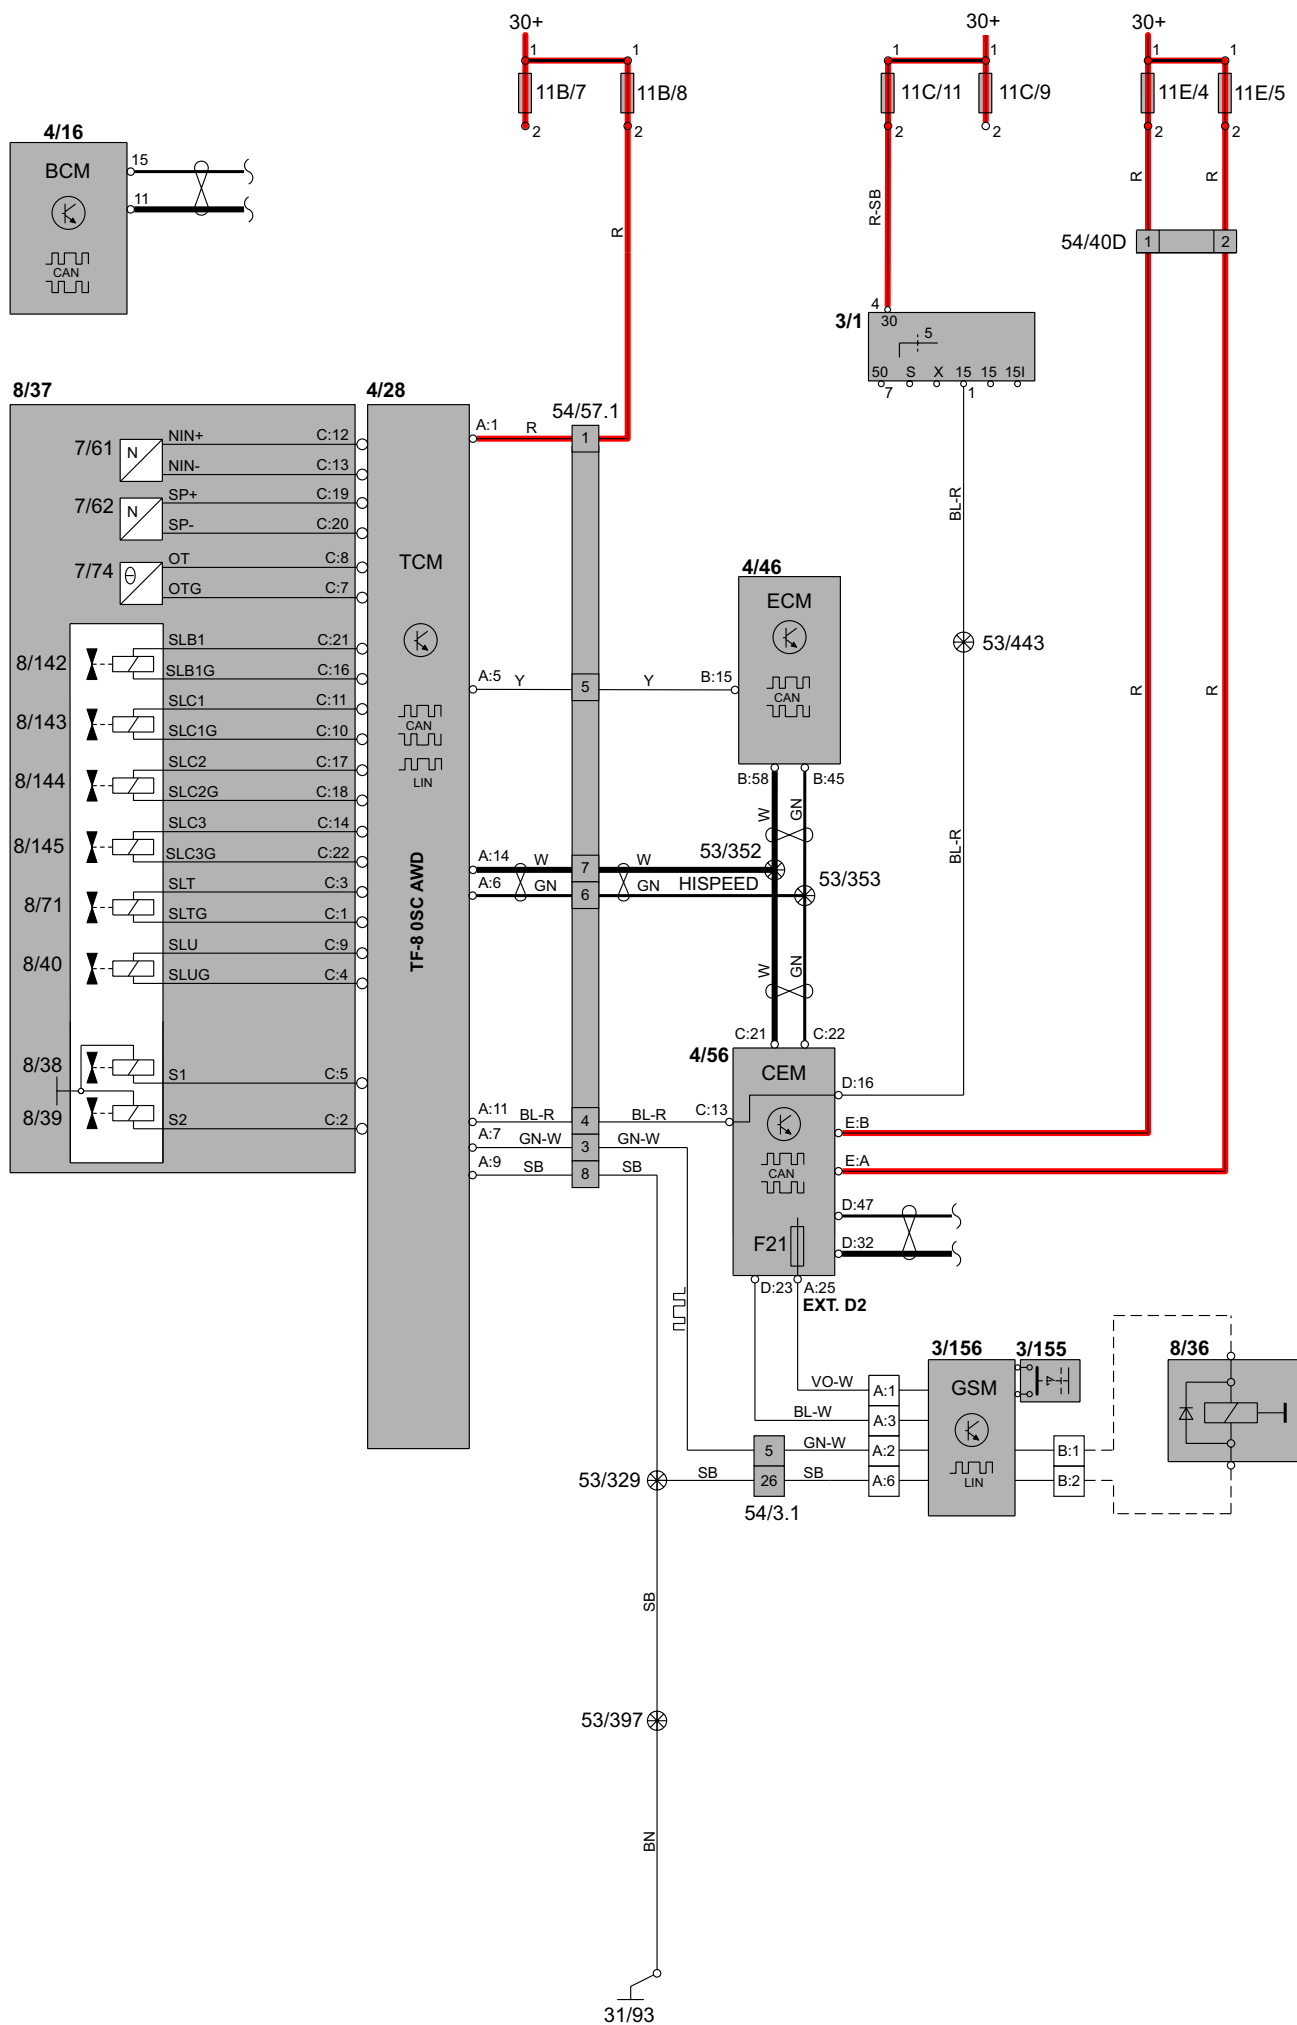 30+ 30+ 30+
1 1 1 1 1 1
11B/7 11B/8 11C/11 11C/9 11E/4 11E/5
2 2 2 2 2 2
4/16
BCM
15
11
CAN
R R-SB R R
54/40D 1 2
4
3/1 30
5
50 S X 15 15 15I
7 1
8/37 4/28 54/57.1
A:1 R 1
7/61 N NIN+ C:12
NIN- C:13
7/62 N SP+ C:19
SP- C:20
7/74 θ OT C:8
OTG C:7
TCM
BL-R
4/46
ECM
CAN
53/443
8/142 SLB1 C:21
SLB1G C:16
8/143 SLC1 C:11
SLC1G C:10
8/144 SLC2 C:17
SLC2G C:18
8/145 SLC3 C:14
SLC3G C:22
8/71 SLT C:3
SLTG C:1
8/40 SLU C:9
SLUG C:4
8/38 S1 C:5
8/39 S2 C:2
CAN
LIN
TF-8 0SC AWD
A:5 Y 5 Y B:15
R R
B:58 B:45
W GN
BL-R
53/352
A:14 W 7 W
A:6 GN 6 GN HISPEED
53/353
W GN
C:21 C:22
4/56
CEM
D:16
A:11 BL-R 4 BL-R C:13
E:B
A:7 GN-W 3 GN-W
CAN
E:A
A:9 SB 8 SB
D:47
F21 D:32
D:23 A:25
EXT. D2
3/156 3/155 8/36
VO-W A:1 GSM
BL-W A:3
5 GN-W A:2 B:1
53/329 SB 26 SB A:6 LIN B:2
54/3.1
SB
53/397
BN
31/93